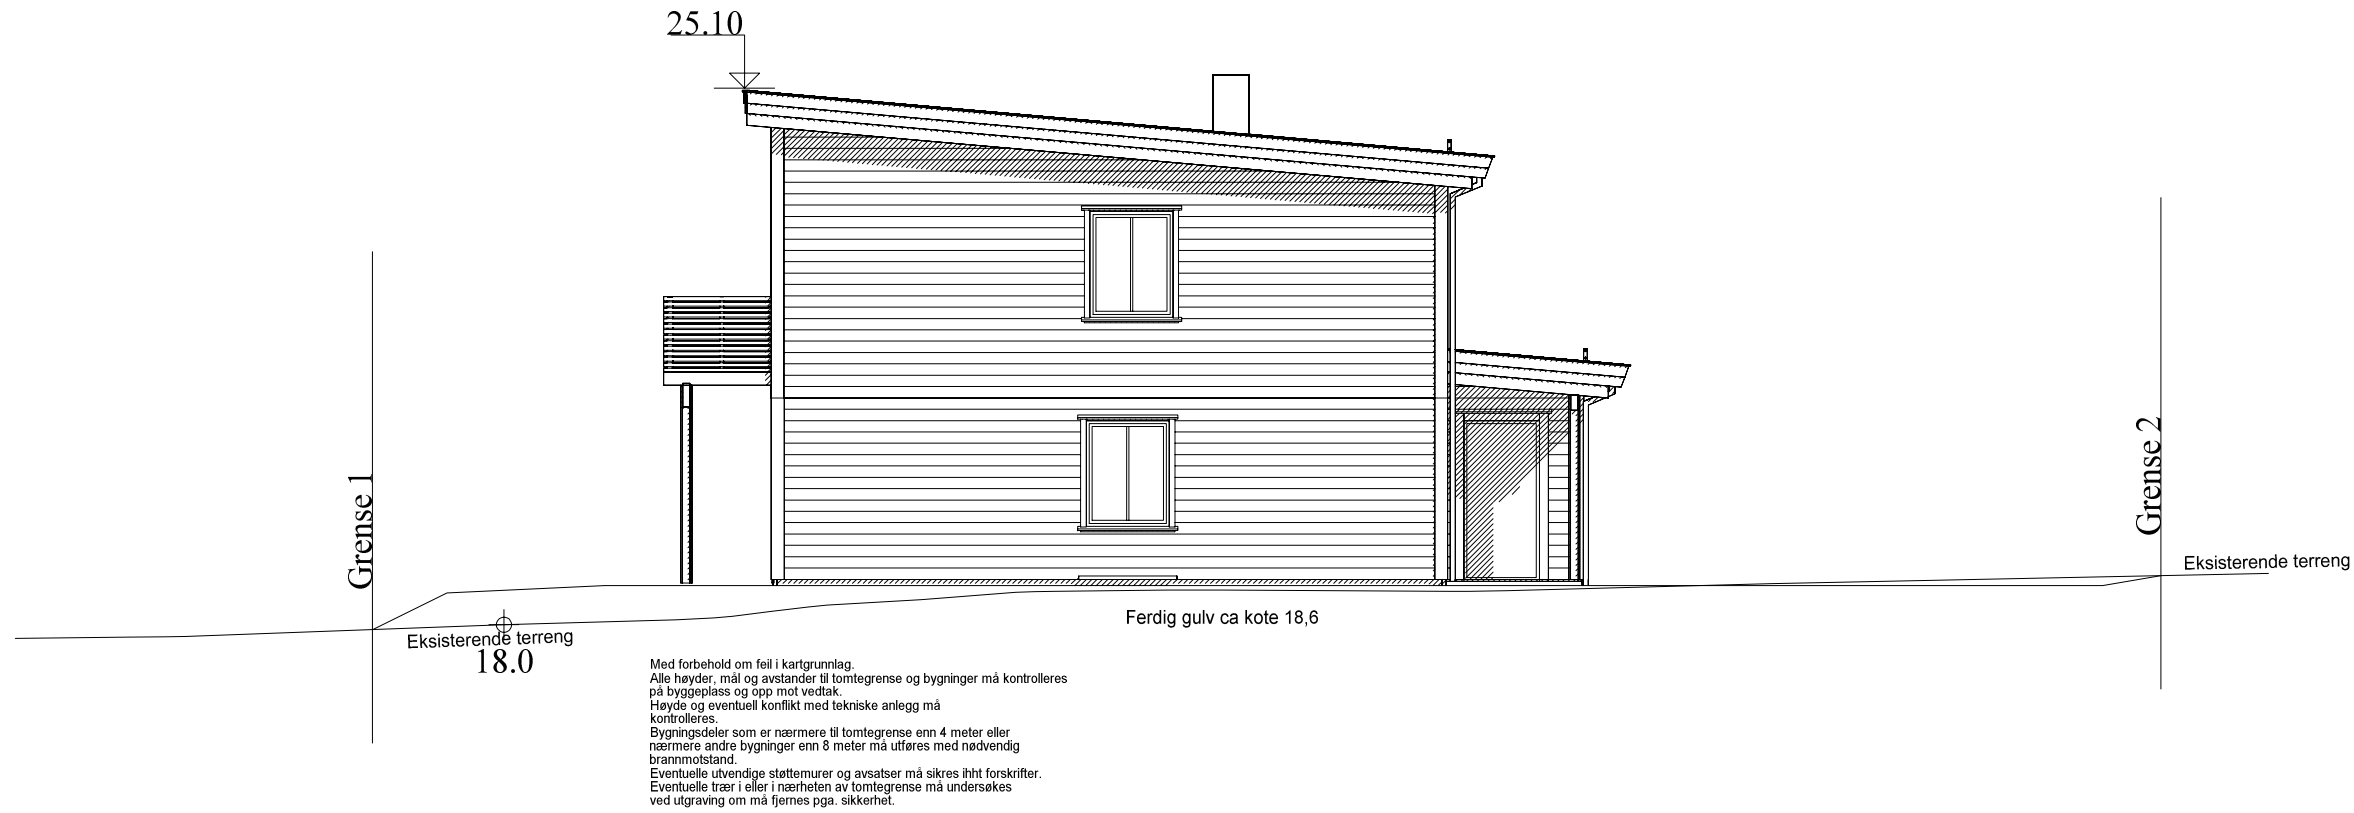 25.10
Grense 1
Grense 2
Eksisterende terreng
Eksisterende terreng
18.0
Ferdig gulv ca kote 18,6
Med forbehold om feil i kartgrunnlag.
Alle høyder, mål og avstander til tomtegrense og bygninger må kontrolleres
på byggeplass og opp mot vedtak.
Høyde og eventuell konflikt med tekniske anlegg må
kontrolleres.
Bygningsdeler som er nærmere til tomtegrense enn 4 meter eller
nærmere andre bygninger enn 8 meter må utføres med nødvendig
brannmotstand.
Eventuelle utvendige støttemurer og avsatser må sikres ihht forskrifter.
Eventuelle trær i eller i nærheten av tomtegrense må undersøkes
ved utgraving om må fjernes pga. sikkerhet.